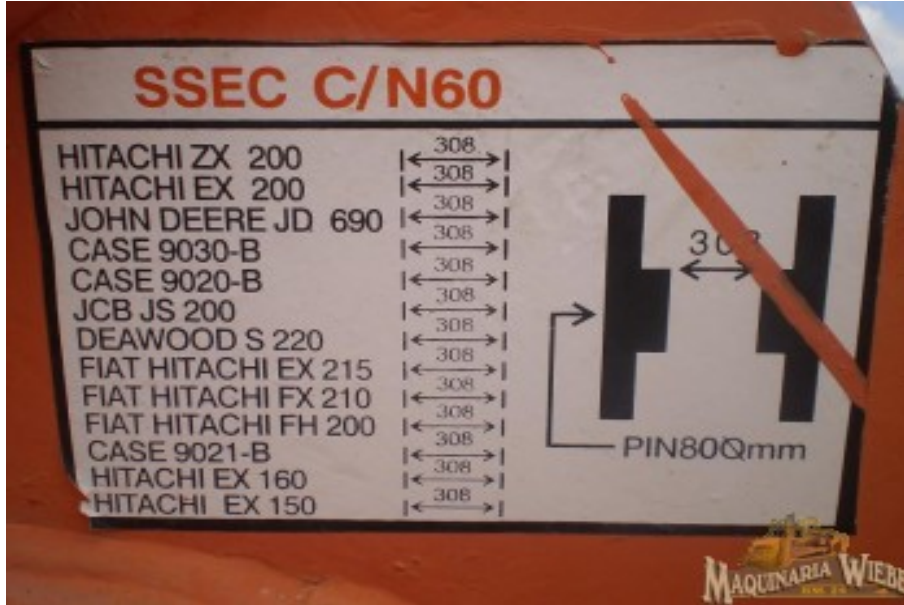 SSEC C/N60
HITACHI ZX 200 308
HITACHI EX 200 308
JOHN DEERE JD 690 308
CASE 9030-B 308
CASE 9020-B 308
JCB JS 200 308
DEAWOOD S 220 308
FIAT HITACHI EX 215 308
FIAT HITACHI FX 210 308
FIAT HITACHI FH 200 308
CASE 9021-B 308
HITACHI EX 160 308
HITACHI EX 150 308
308
PIN80Qmm
MAQUINARIA WIEBE